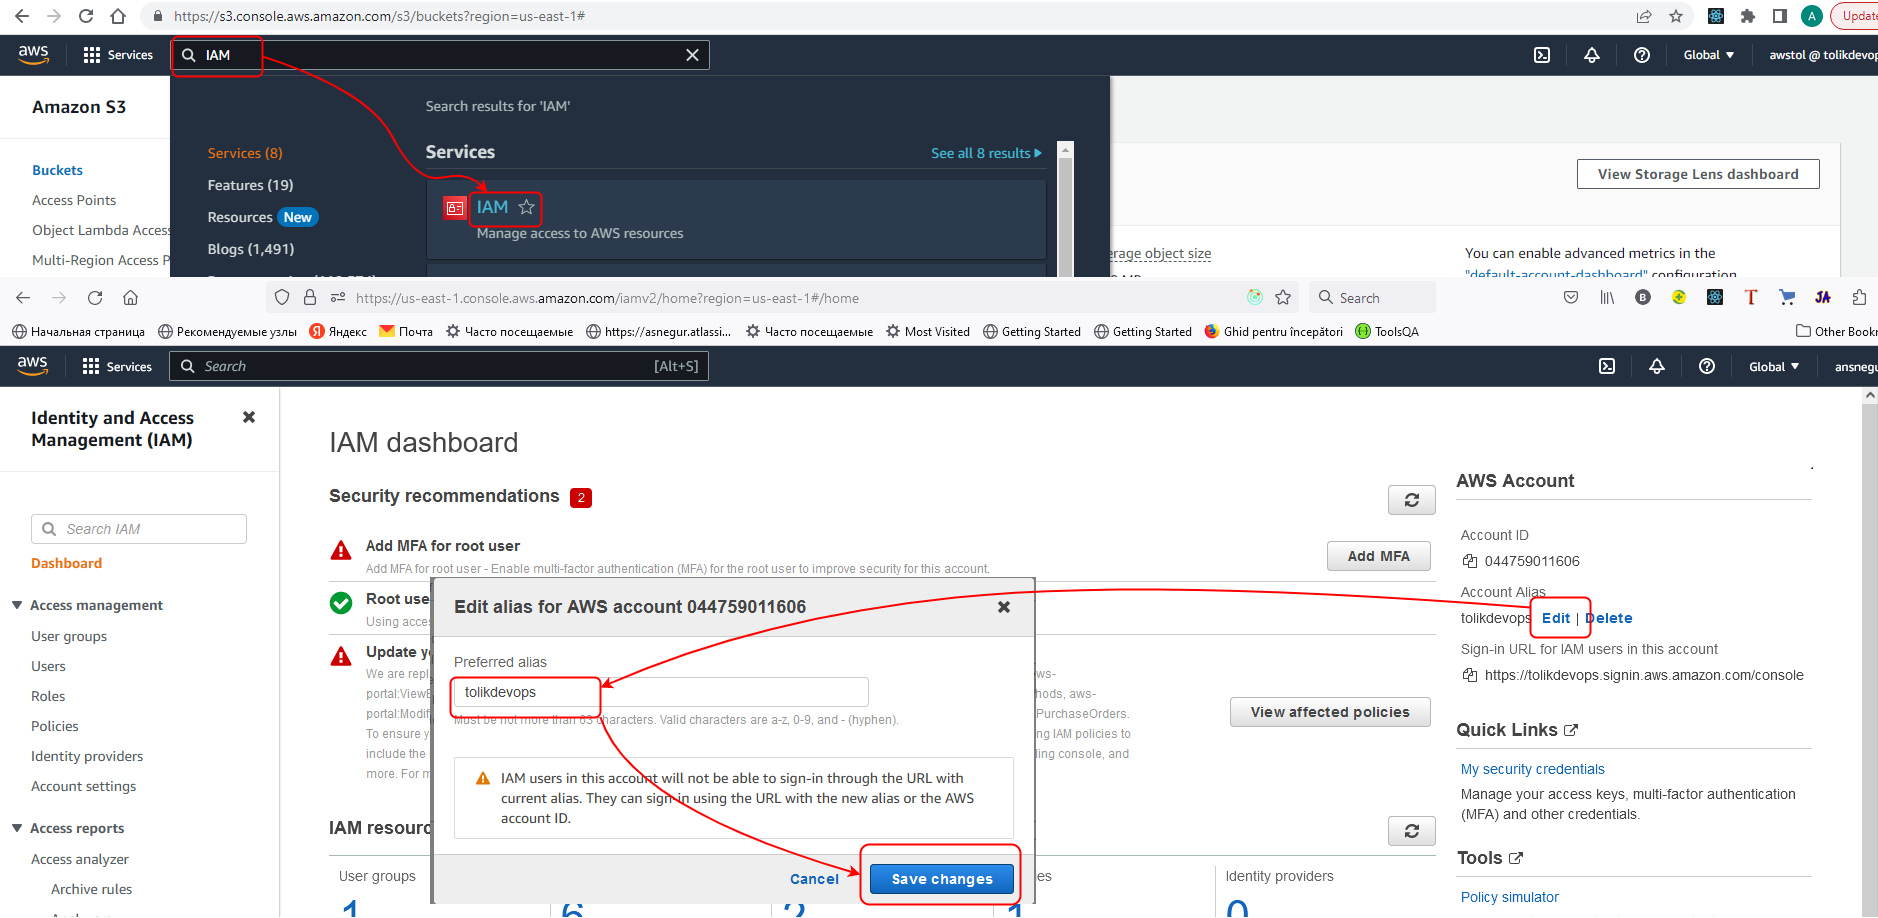 https://s3.console.aws.amazon.com/s3/buckets?region=us-east-1#
A
Update
aws
Services
IAM
Global
awstol @ tolikdevop
Amazon S3
Buckets
Access Points
Object Lambda Acces
Multi-Region Access P
Search results for 'IAM'
Services (8)
Features (19)
Resources New
Blogs (1,491)
Services
See all 8 results
IAM
Manage access to AWS resources
View Storage Lens dashboard
erage object size
You can enable advanced metrics in the
"default-account-dashboard" configuration
https://us-east-1.console.aws.amazon.com/iamv2/home?region=us-east-1#/home
Search
B
T
JA
Начальная страница
Рекомендуемые узлы
Я Яндекс
Почта
Часто посещаемые
https://asnegur.atlassi...
Часто посещаемые
Most Visited
Getting Started
Getting Started
Ghid pentru începători
ToolsQA
Other Bookr
aws
Services
Search
[Alt+S]
Global
ansnegu
Identity and Access
Management (IAM)
Search IAM
Dashboard
Access management
User groups
Users
Roles
Policies
Identity providers
Account settings
Access reports
Access analyzer
Archive rules
IAM dashboard
Security recommendations 2
Add MFA for root user
Add MFA for root user - Enable multi-factor authentication (MFA) for the root user to improve security for this account.
Add MFA
Root use
Using acces
Update y
We are repl
portal:ViewB
portal:Modif
To ensure y
include the
more. For m
ws-
hods, aws-
PurchaseOrders.
ng IAM policies to
ling console, and
View affected policies
Edit alias for AWS account 044759011606
Preferred alias
tolikdevops
Must be not more than 63 characters. Valid characters are a-z, 0-9, and - (hyphen).
IAM users in this account will not be able to sign-in through the URL with
current alias. They can sign-in using the URL with the new alias or the AWS
account ID.
Cancel
Save changes
IAM resourc
User groups
es
Identity providers
1
6
2
1
0
AWS Account
Account ID
044759011606
Account Alias
tolikdevops Edit | Delete
Sign-in URL for IAM users in this account
https://tolikdevops.signin.aws.amazon.com/console
Quick Links
My security credentials
Manage your access keys, multi-factor authentication
(MFA) and other credentials.
Tools
Policy simulator